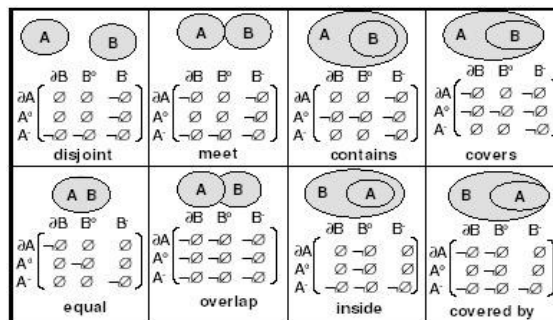 A B
∂B B° B⁻
∂A ∅ ∅ ¬∅
A° ∅ ∅ ¬∅
A⁻ ¬∅ ¬∅ ¬∅
disjoint
A B
∂B B° B⁻
∂A ¬∅ ∅ ¬∅
A° ∅ ∅ ¬∅
A⁻ ¬∅ ¬∅ ¬∅
meet
A B
∂B B° B⁻
∂A ∅ ∅ ¬∅
A° ¬∅ ¬∅ ¬∅
A⁻ ∅ ∅ ¬∅
contains
A B
∂B B° B⁻
∂A ¬∅ ∅ ¬∅
A° ¬∅ ¬∅ ¬∅
A⁻ ∅ ∅ ¬∅
covers
A B
∂B B° B⁻
∂A ¬∅ ∅ ∅
A° ∅ ¬∅ ∅
A⁻ ∅ ∅ ¬∅
equal
A B
∂B B° B⁻
∂A ¬∅ ¬∅ ¬∅
A° ¬∅ ¬∅ ¬∅
A⁻ ¬∅ ¬∅ ¬∅
overlap
B A
∂B B° B⁻
∂A ∅ ¬∅ ∅
A° ∅ ¬∅ ∅
A⁻ ¬∅ ¬∅ ¬∅
inside
B A
∂B B° B⁻
∂A ¬∅ ¬∅ ∅
A° ∅ ¬∅ ∅
A⁻ ¬∅ ¬∅ ¬∅
covered by